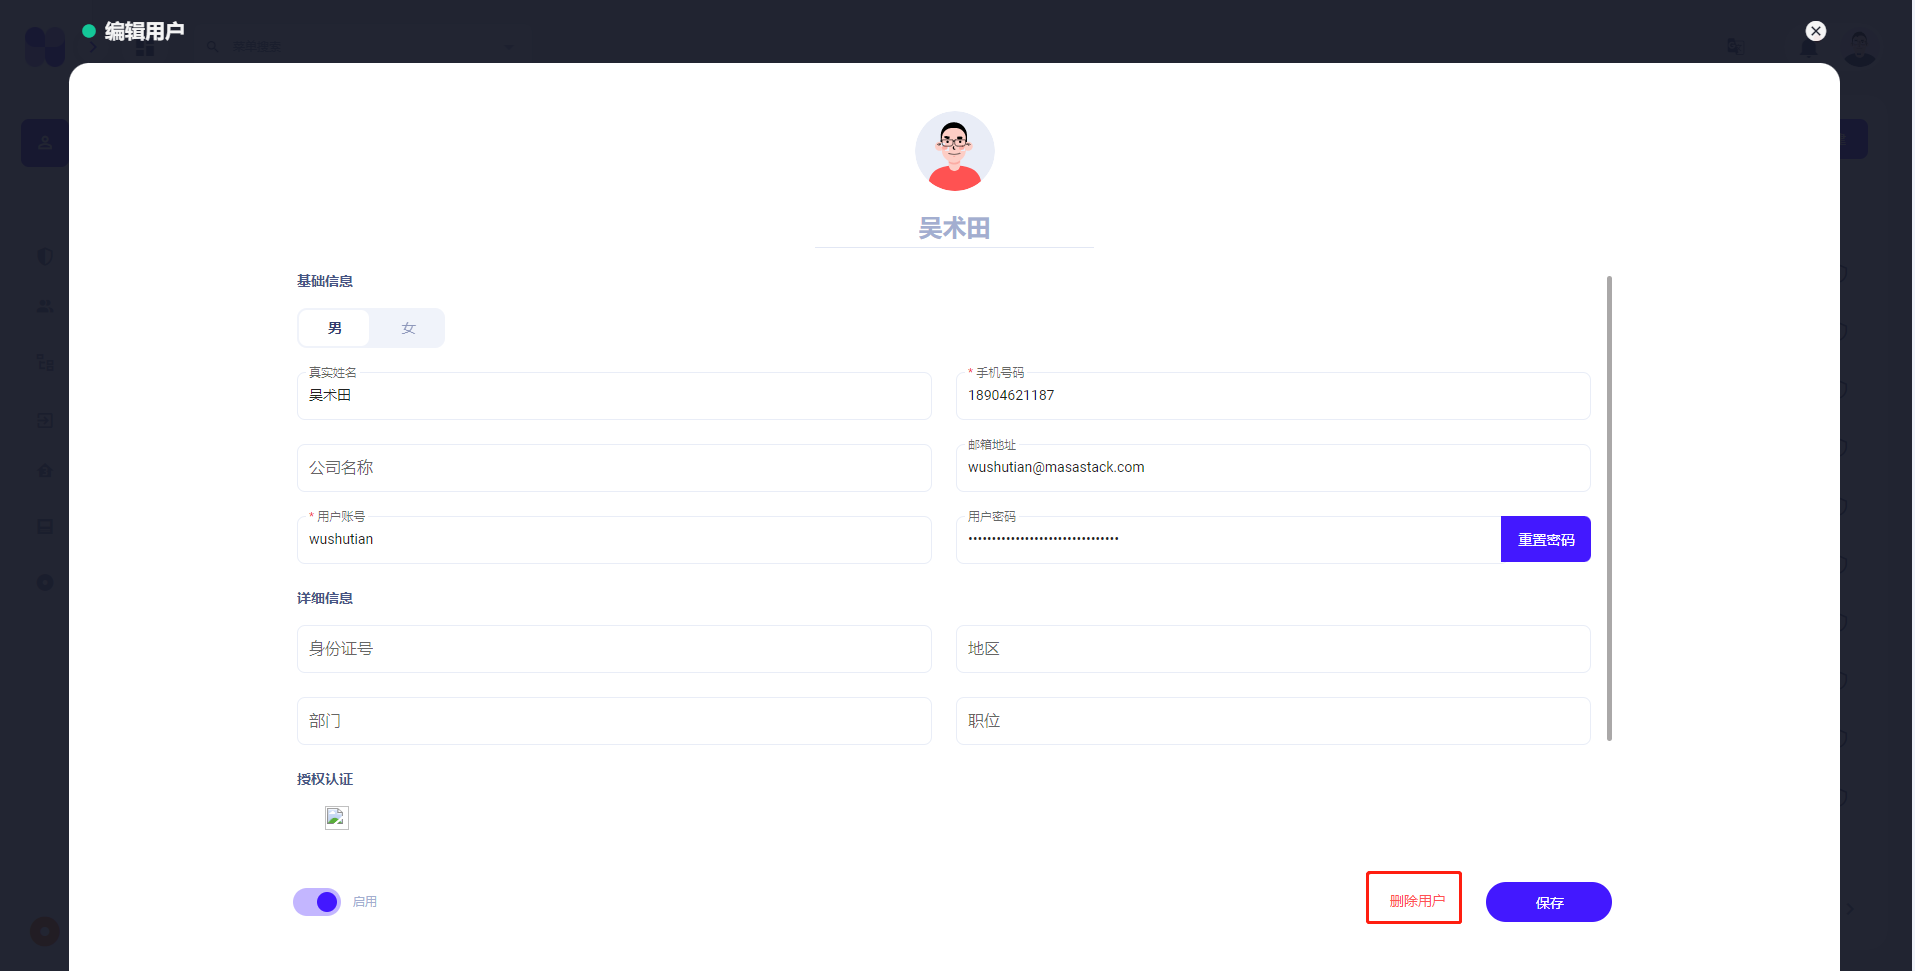 编辑用户
吴术田
基础信息
男 女
真实姓名
吴术田
* 手机号码
18904621187
公司名称
邮箱地址
wushutian@masastack.com
* 用户账号
wushutian
用户密码
••••••••••••••••••••••••••••••••
重置密码
详细信息
身份证号
地区
部门
职位
授权认证
启用
删除用户
保存